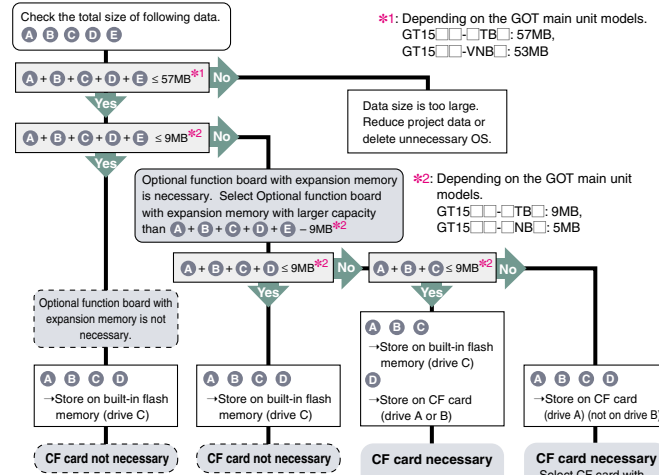 Check the total size of following data.
A B C D E
*1: Depending on the GOT main unit models.
GT15□□-□TB□: 57MB,
GT15□□-VNB□: 53MB
A + B + C + D + E ≤ 57MB*1
No
Yes
Data size is too large.
Reduce project data or
delete unnecessary OS.
A + B + C + D + E ≤ 9MB*2
No
Yes
Optional function board with expansion memory
is necessary. Select Optional function board
with expansion memory with larger capacity
than A + B + C + D + E – 9MB*2
*2: Depending on the GOT main unit
models.
GT15□□-□TB□: 9MB,
GT15□□-□NB□: 5MB
A + B + C + D ≤ 9MB*2
No
Yes
A + B + C ≤ 9MB*2
No
Yes
Optional function board with
expansion memory is not
necessary.
A B C D
→Store on built-in flash
memory (drive C)
A B C D
→Store on built-in flash
memory (drive C)
A B C
→Store on built-in flash
memory (drive C)
D
→Store on CF card
(drive A or B)
A B C D
→Store on CF card
(drive A) (not on drive B)
CF card not necessary
CF card not necessary
CF card necessary
CF card necessary
Select CF card with